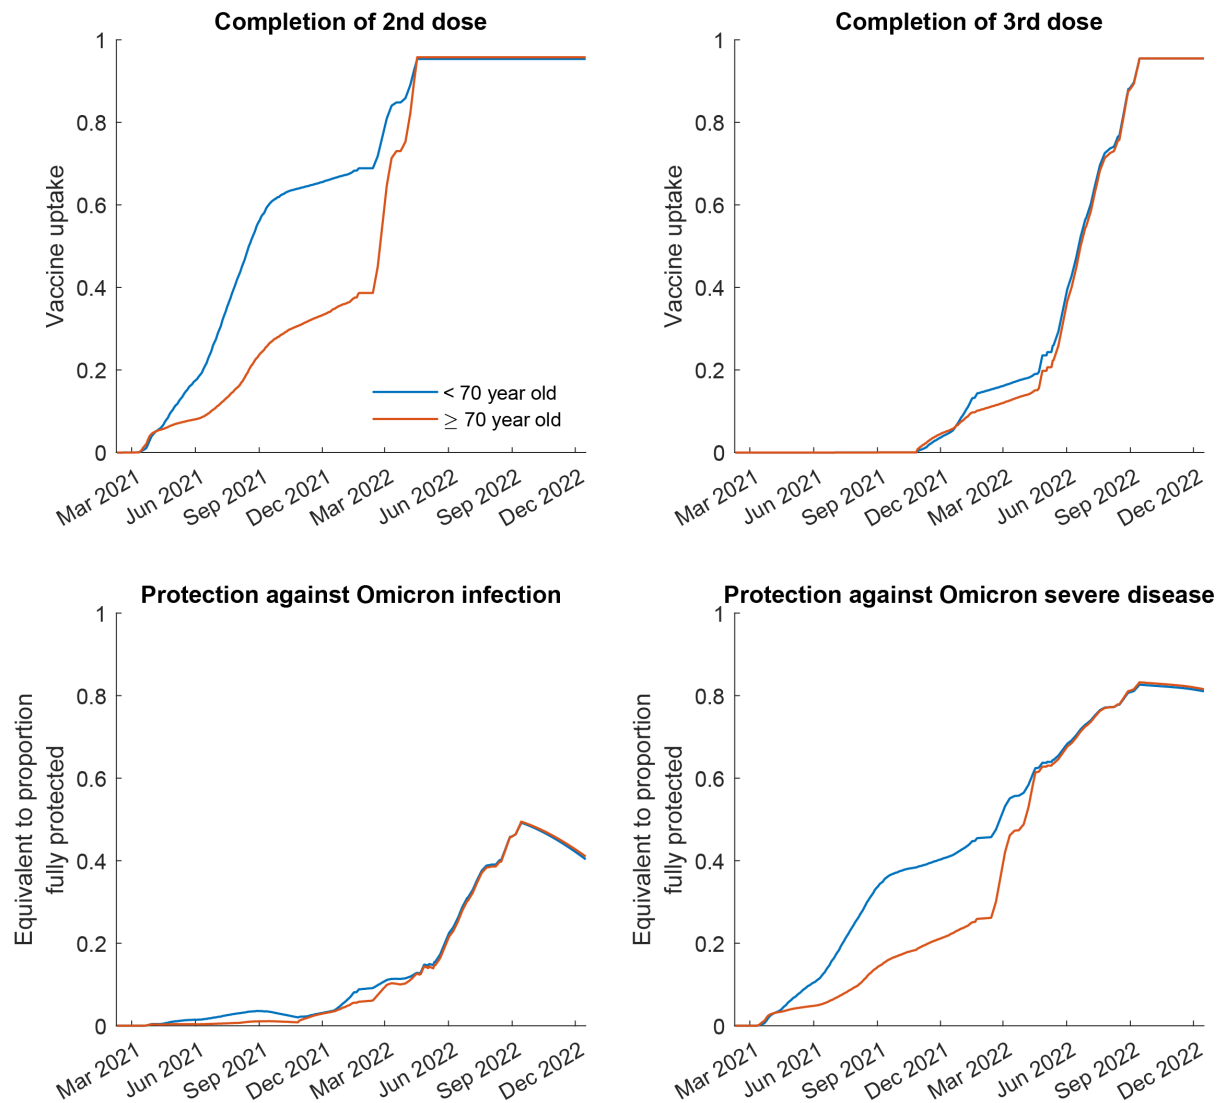 Completion of 2nd dose
1
0.8
0.6
0.4
0.2
0
Vaccine uptake
< 70 year old
≥ 70 year old
Mar 2021
Jun 2021
Sep 2021
Dec 2021
Mar 2022
Jun 2022
Sep 2022
Dec 2022
Completion of 3rd dose
1
0.8
0.6
0.4
0.2
0
Vaccine uptake
Mar 2021
Jun 2021
Sep 2021
Dec 2021
Mar 2022
Jun 2022
Sep 2022
Dec 2022
Protection against Omicron infection
1
0.8
0.6
0.4
0.2
0
Equivalent to proportion
fully protected
Mar 2021
Jun 2021
Sep 2021
Dec 2021
Mar 2022
Jun 2022
Sep 2022
Dec 2022
Protection against Omicron severe disease
1
0.8
0.6
0.4
0.2
0
Equivalent to proportion
fully protected
Mar 2021
Jun 2021
Sep 2021
Dec 2021
Mar 2022
Jun 2022
Sep 2022
Dec 2022